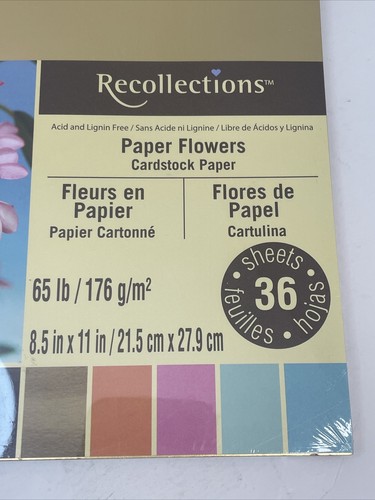 Recollections™
Acid and Lignin Free / Sans Acide ni Lignine / Libre de Ácidos y Lignina
Paper Flowers
Cardstock Paper
Fleurs en
Papier
Papier Cartonné
Flores de
Papel
Cartulina
65 lb / 176 g/m²
8.5 in x 11 in / 21.5 cm x 27.9 cm
• sheets •
36
feuilles • hojas